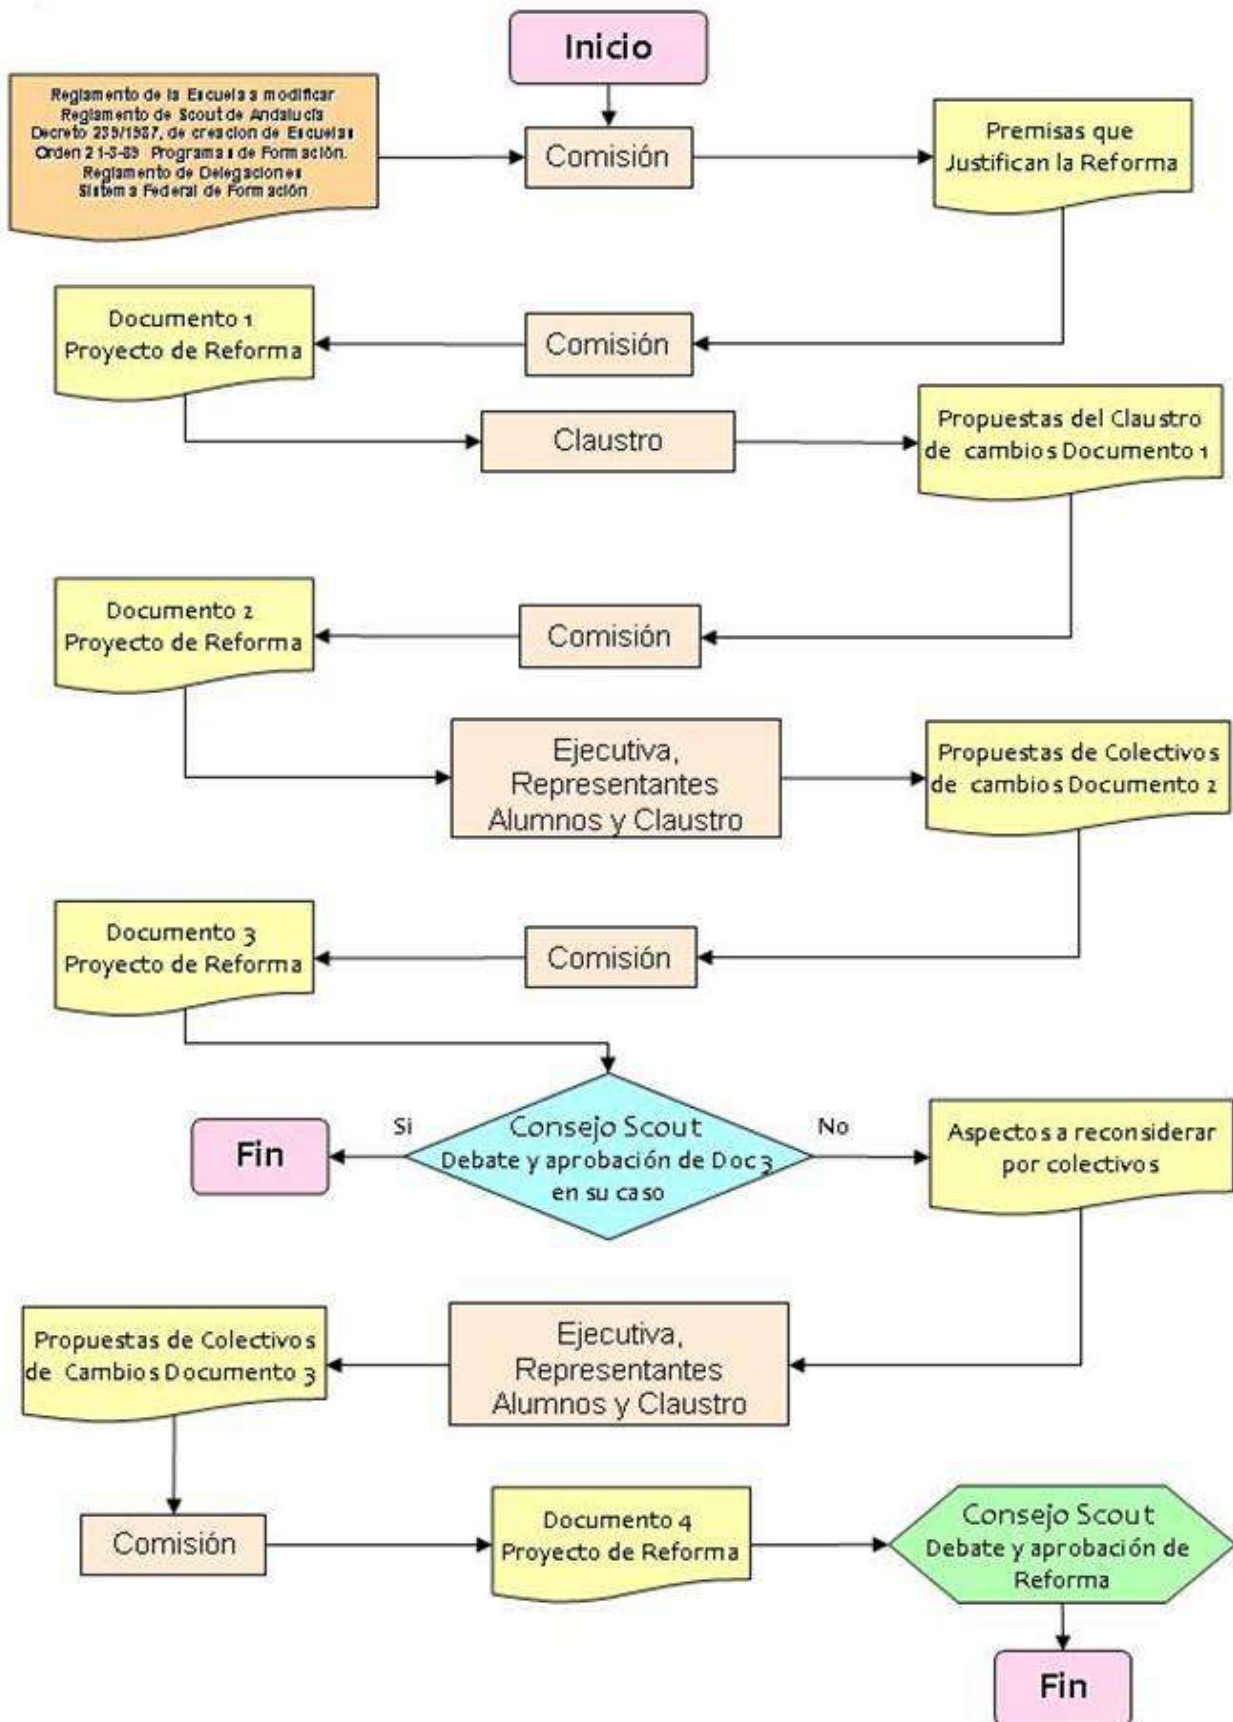 Inicio
Reglamento de la Escuelas a modificar
Reglamento de Scout de Andalucía
Decreto 239/1987, de creacion de Escuelas
Orden 21-3-89 Programas de Formación.
Reglamento de Delegaciones
Sistema Federal de Formación
Comisión
Premisas que
Justifican la Reforma
Documento 1
Proyecto de Reforma
Comisión
Claustro
Propuestas del Claustro
de cambios Documento 1
Documento 2
Proyecto de Reforma
Comisión
Ejecutiva,
Representantes
Alumnos y Claustro
Propuestas de Colectivos
de cambios Documento 2
Documento 3
Proyecto de Reforma
Comisión
Fin
Si
Consejo Scout
Debate y aprobación de Doc 3
en su caso
No
Aspectos a reconsiderar
por colectivos
Propuestas de Colectivos
de Cambios Documento 3
Ejecutiva,
Representantes
Alumnos y Claustro
Comisión
Documento 4
Proyecto de Reforma
Consejo Scout
Debate y aprobación de
Reforma
Fin